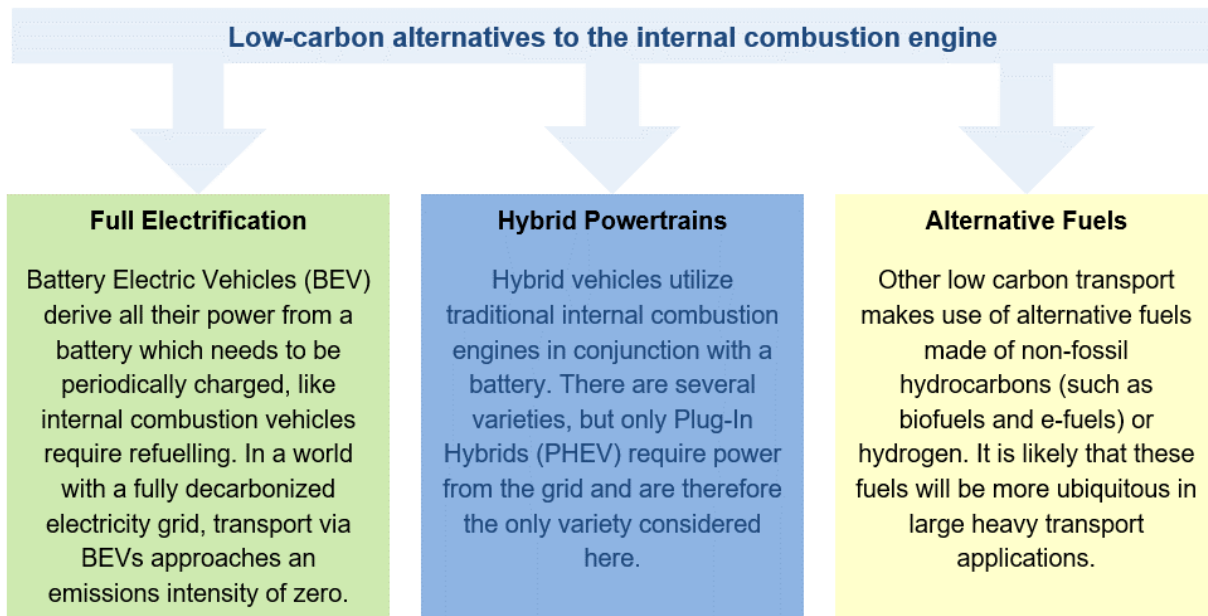 Low-carbon alternatives to the internal combustion engine
Full Electrification
Battery Electric Vehicles (BEV)
derive all their power from a
battery which needs to be
periodically charged, like
internal combustion vehicles
require refuelling. In a world
with a fully decarbonized
electricity grid, transport via
BEVs approaches an
emissions intensity of zero.
Hybrid Powertrains
Hybrid vehicles utilize
traditional internal combustion
engines in conjunction with a
battery. There are several
varieties, but only Plug-In
Hybrids (PHEV) require power
from the grid and are therefore
the only variety considered
here.
Alternative Fuels
Other low carbon transport
makes use of alternative fuels
made of non-fossil
hydrocarbons (such as
biofuels and e-fuels) or
hydrogen. It is likely that these
fuels will be more ubiquitous in
large heavy transport
applications.